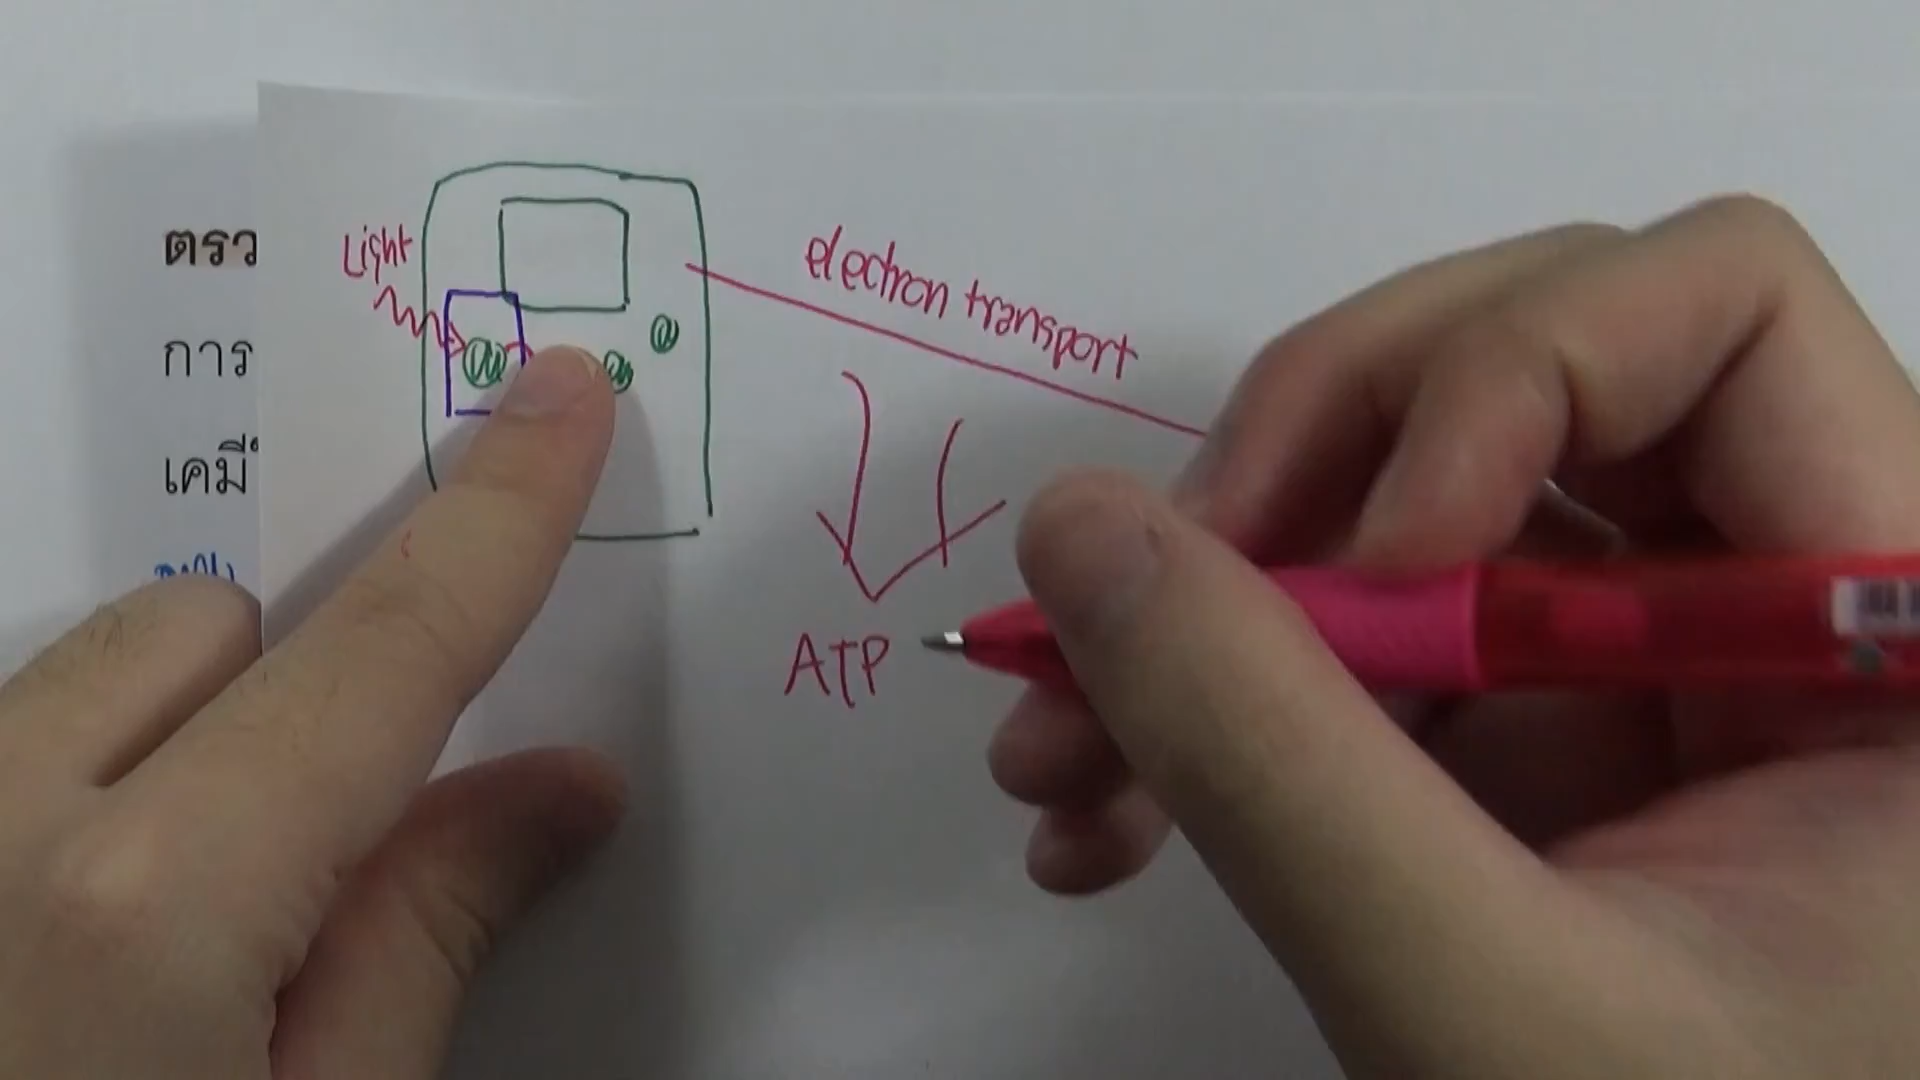 ตรว
การ
เคมี
Light
electron transport
ATP